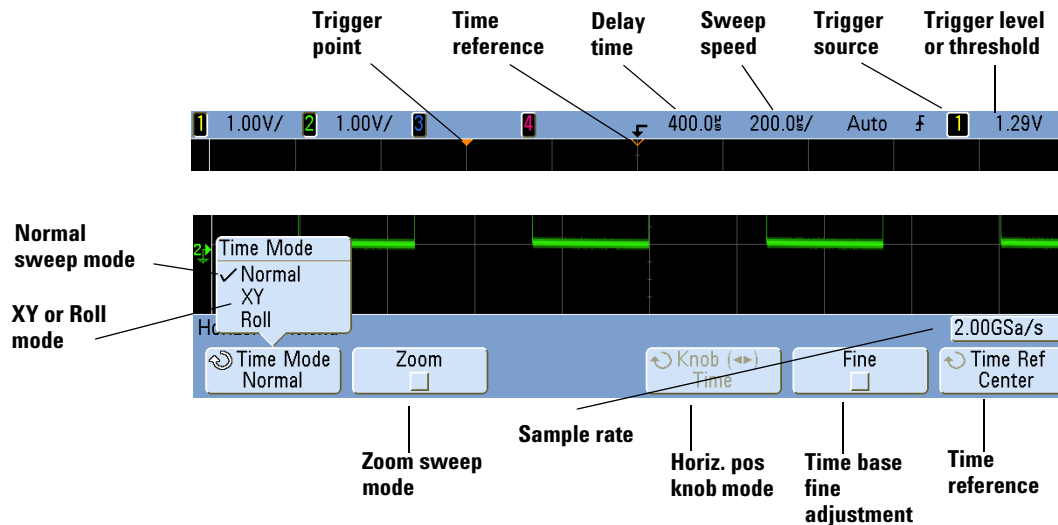 Trigger point
Time reference
Delay time
Sweep speed
Trigger source
Trigger level or threshold
1 1.00V/ 2 1.00V/ 3 4 400.0 200.0 / Auto 1 1.29V
Normal sweep mode
XY or Roll mode
2
Time Mode
Normal
XY
Roll
2.00GSa/s
Time Mode
Normal
Zoom
Knob
Time
Fine
Time Ref
Center
Sample rate
Zoom sweep mode
Horiz. pos knob mode
Time base fine adjustment
Time reference